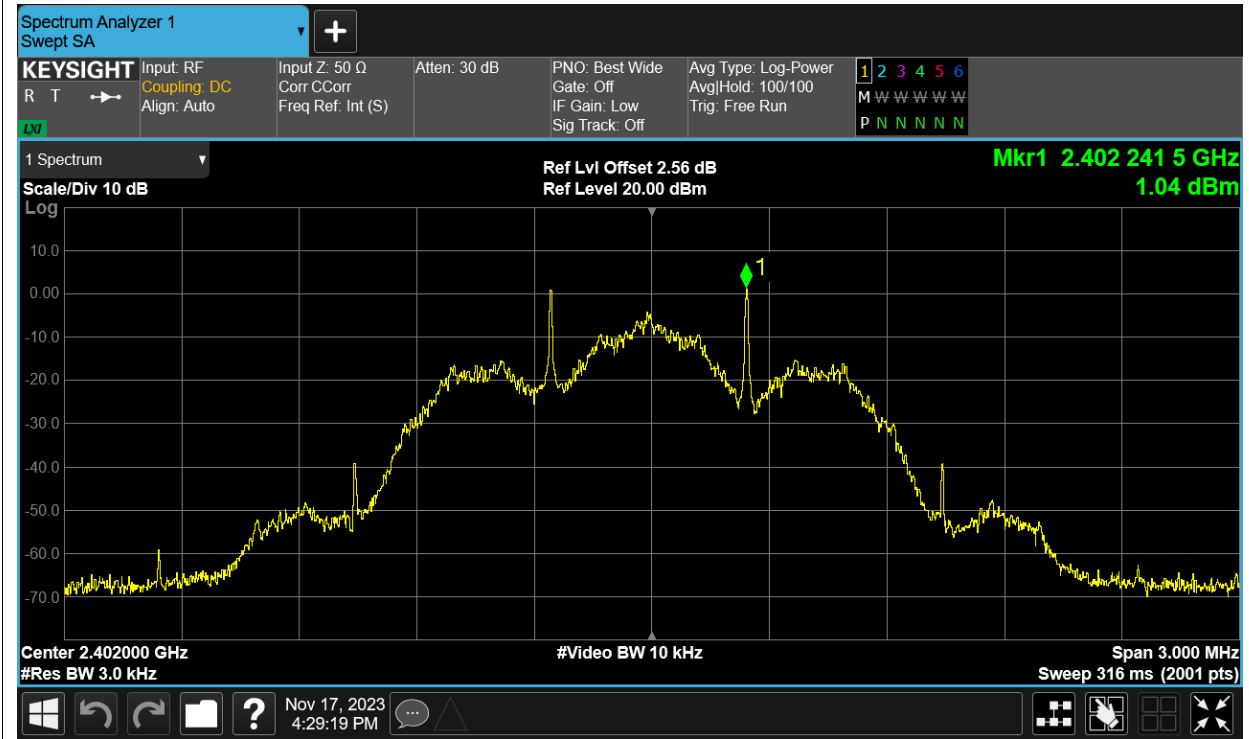 Spectrum Analyzer 1
Swept SA
+
KEYSIGHT
R T
LXI
Input: RF
Coupling: DC
Align: Auto
Input Z: 50 Ω
Corr CCorr
Freq Ref: Int (S)
Atten: 30 dB
PNO: Best Wide
Gate: Off
IF Gain: Low
Sig Track: Off
Avg Type: Log-Power
Avg|Hold: 100/100
Trig: Free Run
1 2 3 4 5 6
M W W W W W
P N N N N N
1 Spectrum
Scale/Div 10 dB
Log
Ref Lvl Offset 2.56 dB
Ref Level 20.00 dBm
Mkr1 2.402 241 5 GHz
1.04 dBm
1
10.0
0.00
-10.0
-20.0
-30.0
-40.0
-50.0
-60.0
-70.0
Center 2.402000 GHz
#Res BW 3.0 kHz
#Video BW 10 kHz
Span 3.000 MHz
Sweep 316 ms (2001 pts)
?
Nov 17, 2023
4:29:19 PM